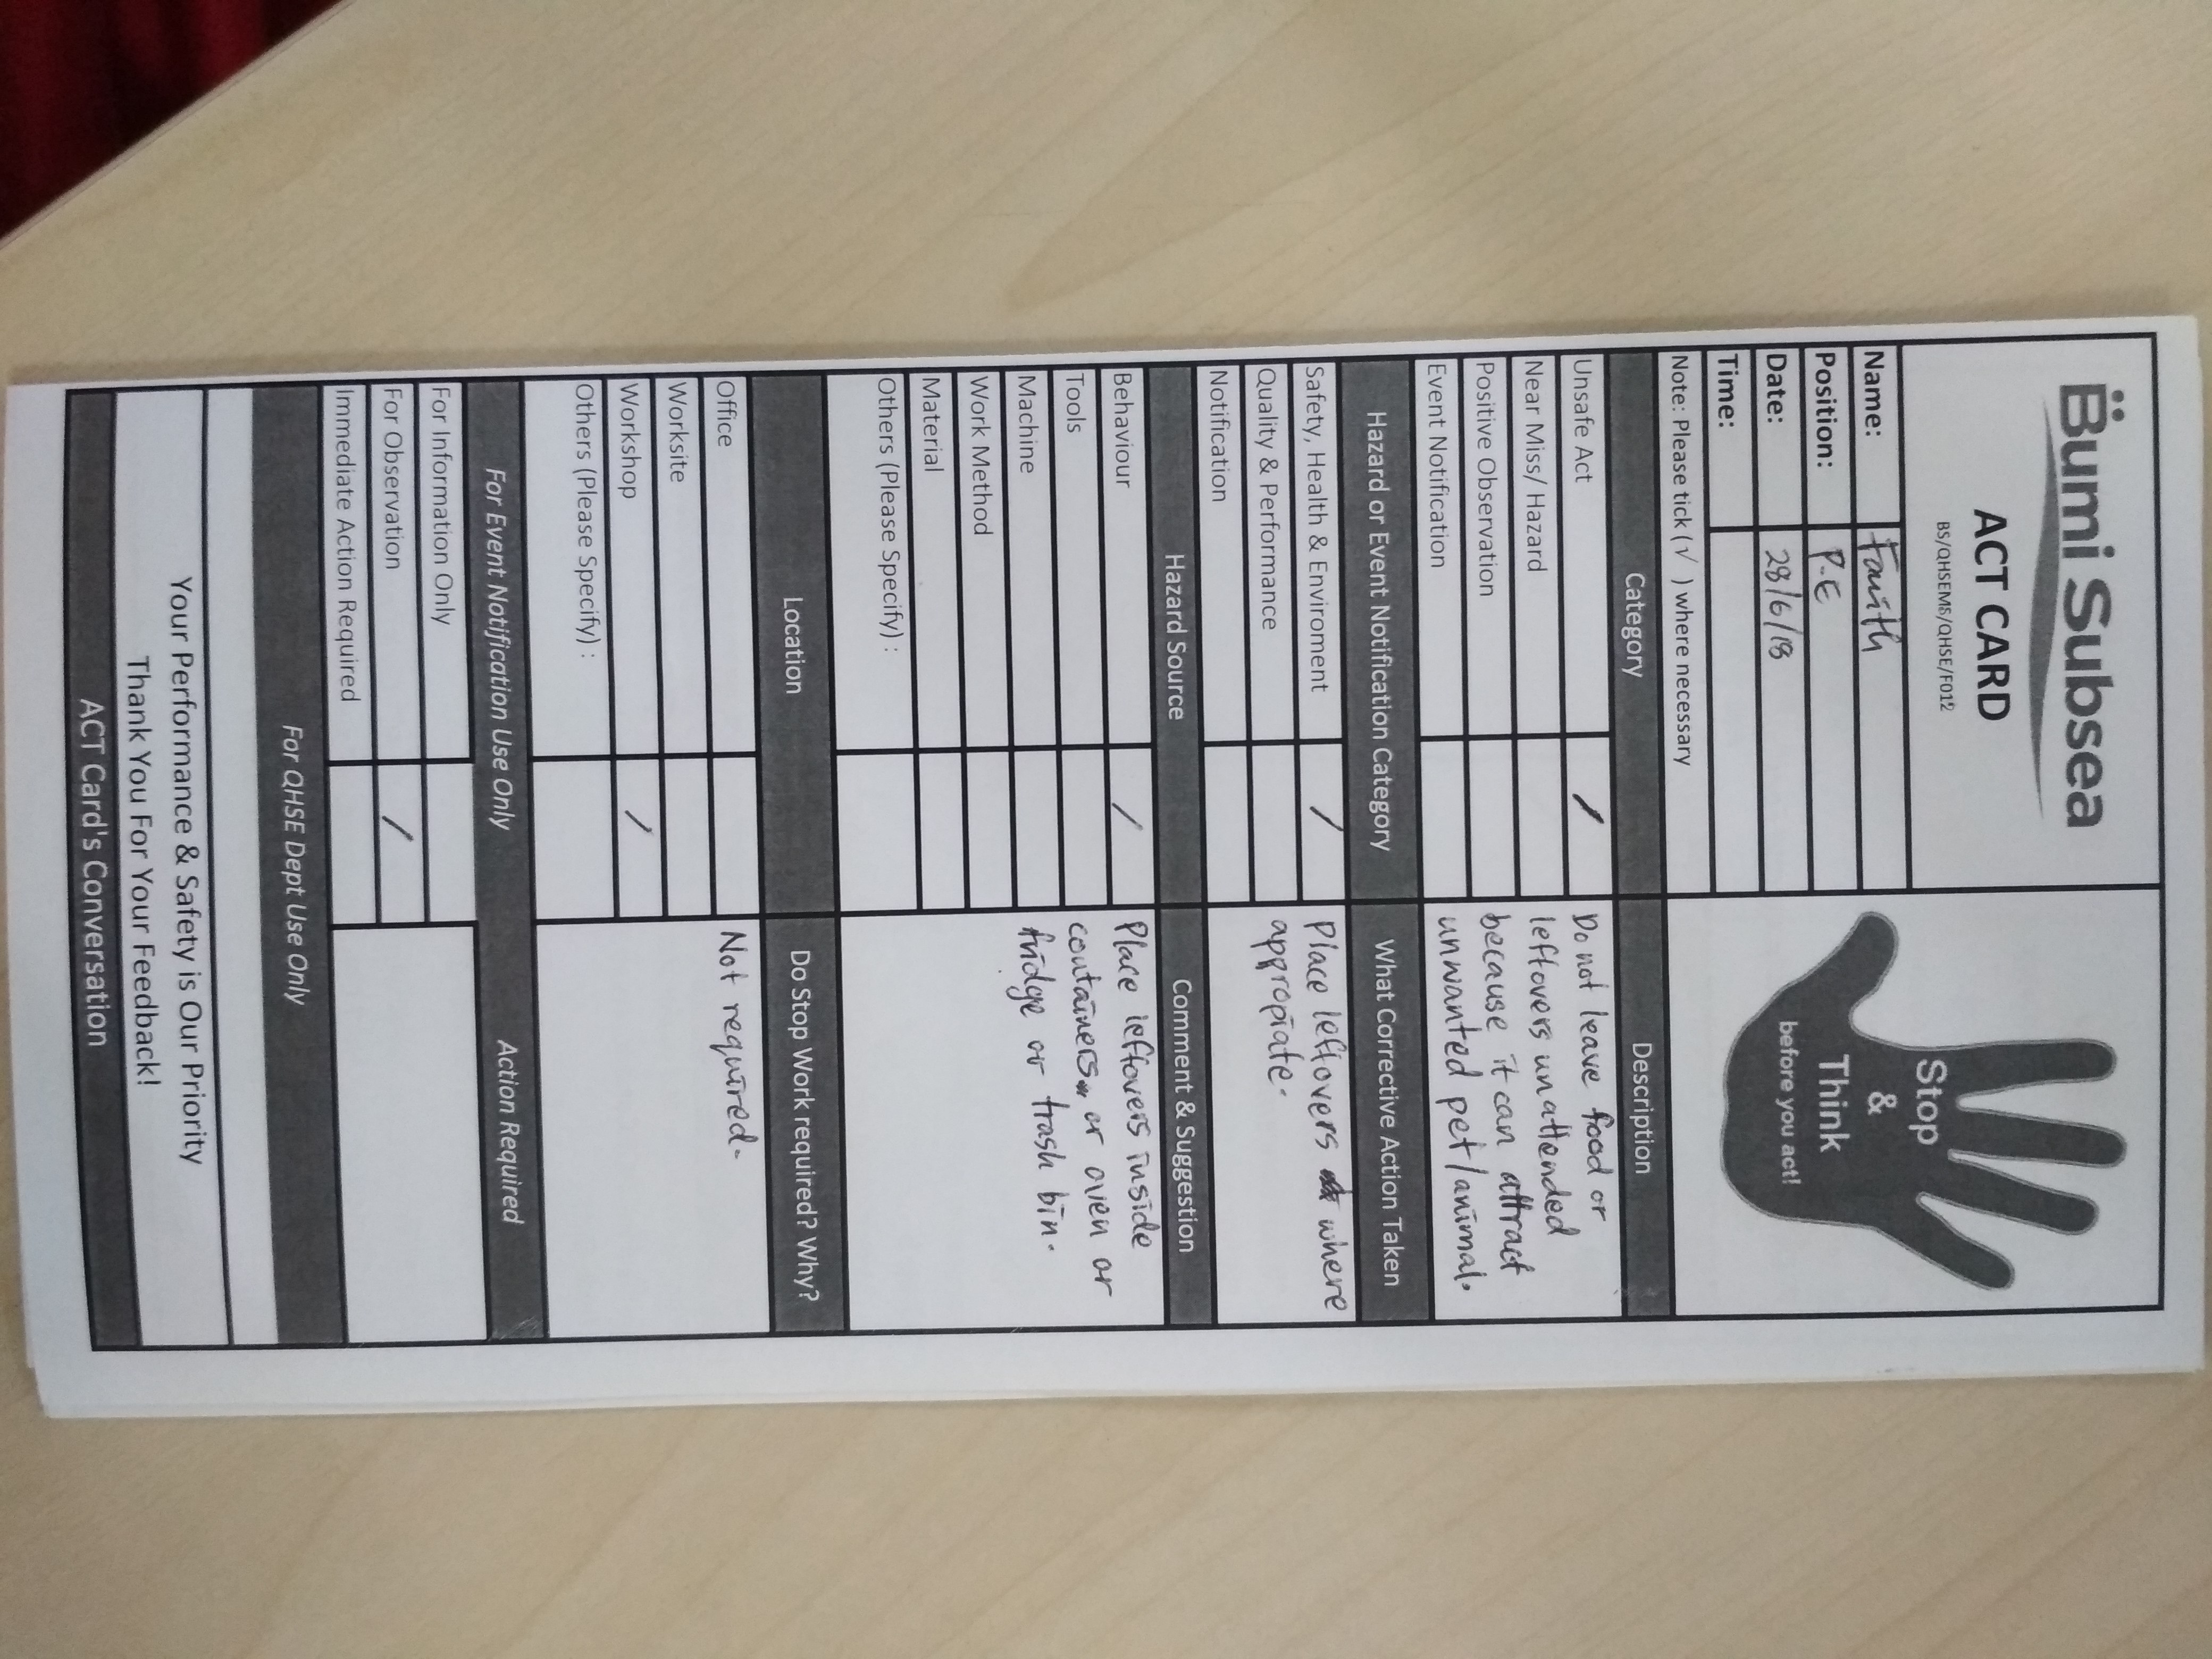 Bumi Subsea
ACT CARD
BS/QHSEMS/QHSE/F012
Name: Faith
Position: P.E
Date: 28/6/18
Time:
Note: Please tick (√ ) where necessary
Stop
&
Think
before you act!
Category Description
Unsafe Act / Do not leave food or
Near Miss/ Hazard leftovers unattended
Positive Observation because it can attract
Event Notification unwanted pet/animal.
Hazard or Event Notification Category What Corrective Action Taken
Safety, Health & Enviroment / Place leftovers where
Quality & Performance appropiate.
Notification
Hazard Source Comment & Suggestion
Behaviour / Place leftovers inside
Tools containers or oven or
Machine fridge or trash bin.
Work Method
Material
Others (Please Specify) :
Location Do Stop Work required? Why?
Office Not required.
Worksite
Workshop /
Others (Please Specify) :
For Event Notification Use Only Action Required
For Information Only
For Observation /
Immediate Action Required
For QHSE Dept Use Only
Your Performance & Safety is Our Priority
Thank You For Your Feedback!
ACT Card's Conversation